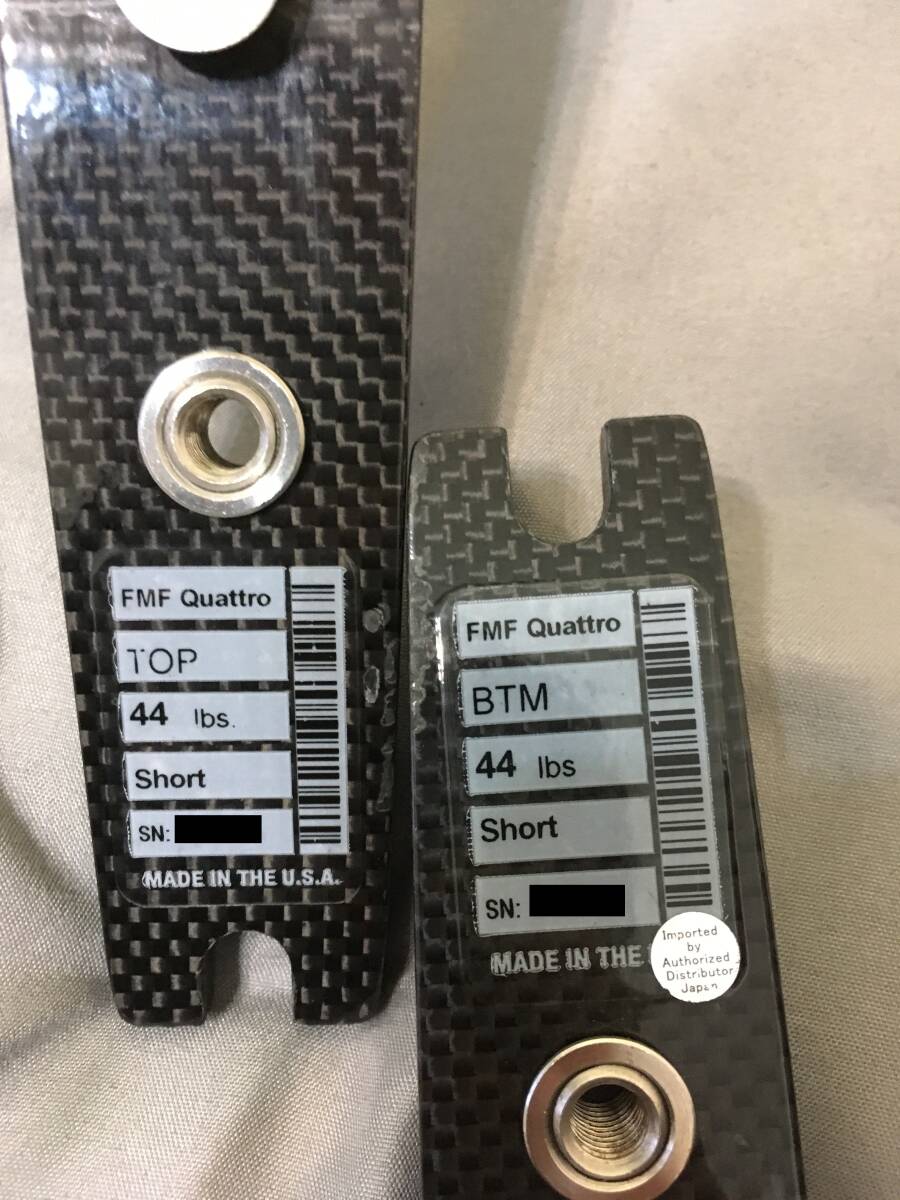 FMF Quattro
TOP
44 lbs.
Short
SN:
MADE IN THE U.S.A.
FMF Quattro
BTM
44 lbs
Short
SN:
MADE IN THE
Imported
by
Authorized
Distributor
Japan